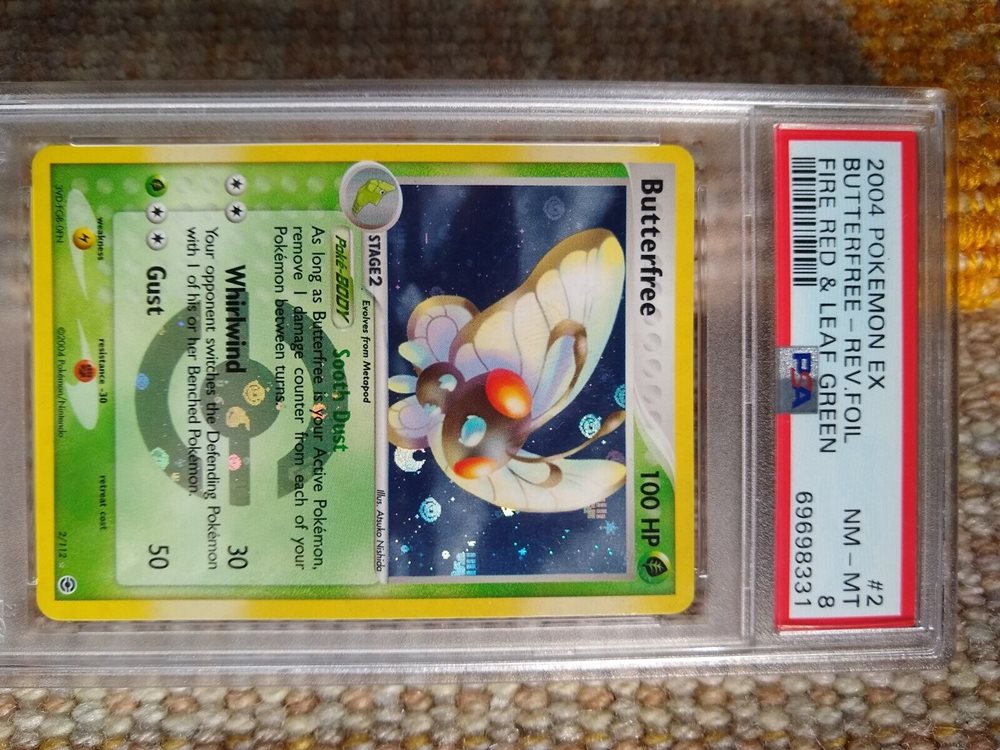 2004 POKEMON EX #2
BUTTERFREE - REV.FOIL NM - MT
FIRE RED & LEAF GREEN 8
PSA 69698331
Butterfree 100 HP
STAGE2 Evolves from Metapod Illus. Atsuko Nishida
Poké-BODY Sooth Dust
As long as Butterfree is your Active Pokémon,
remove 1 damage counter from each of your
Pokémon between turns.
Whirlwind 30
Your opponent switches the Defending Pokémon
with 1 of his or her Benched Pokémon.
Gust 50
weakness resistance -30 retreat cost
©2004 Pokémon/Nintendo 2/112